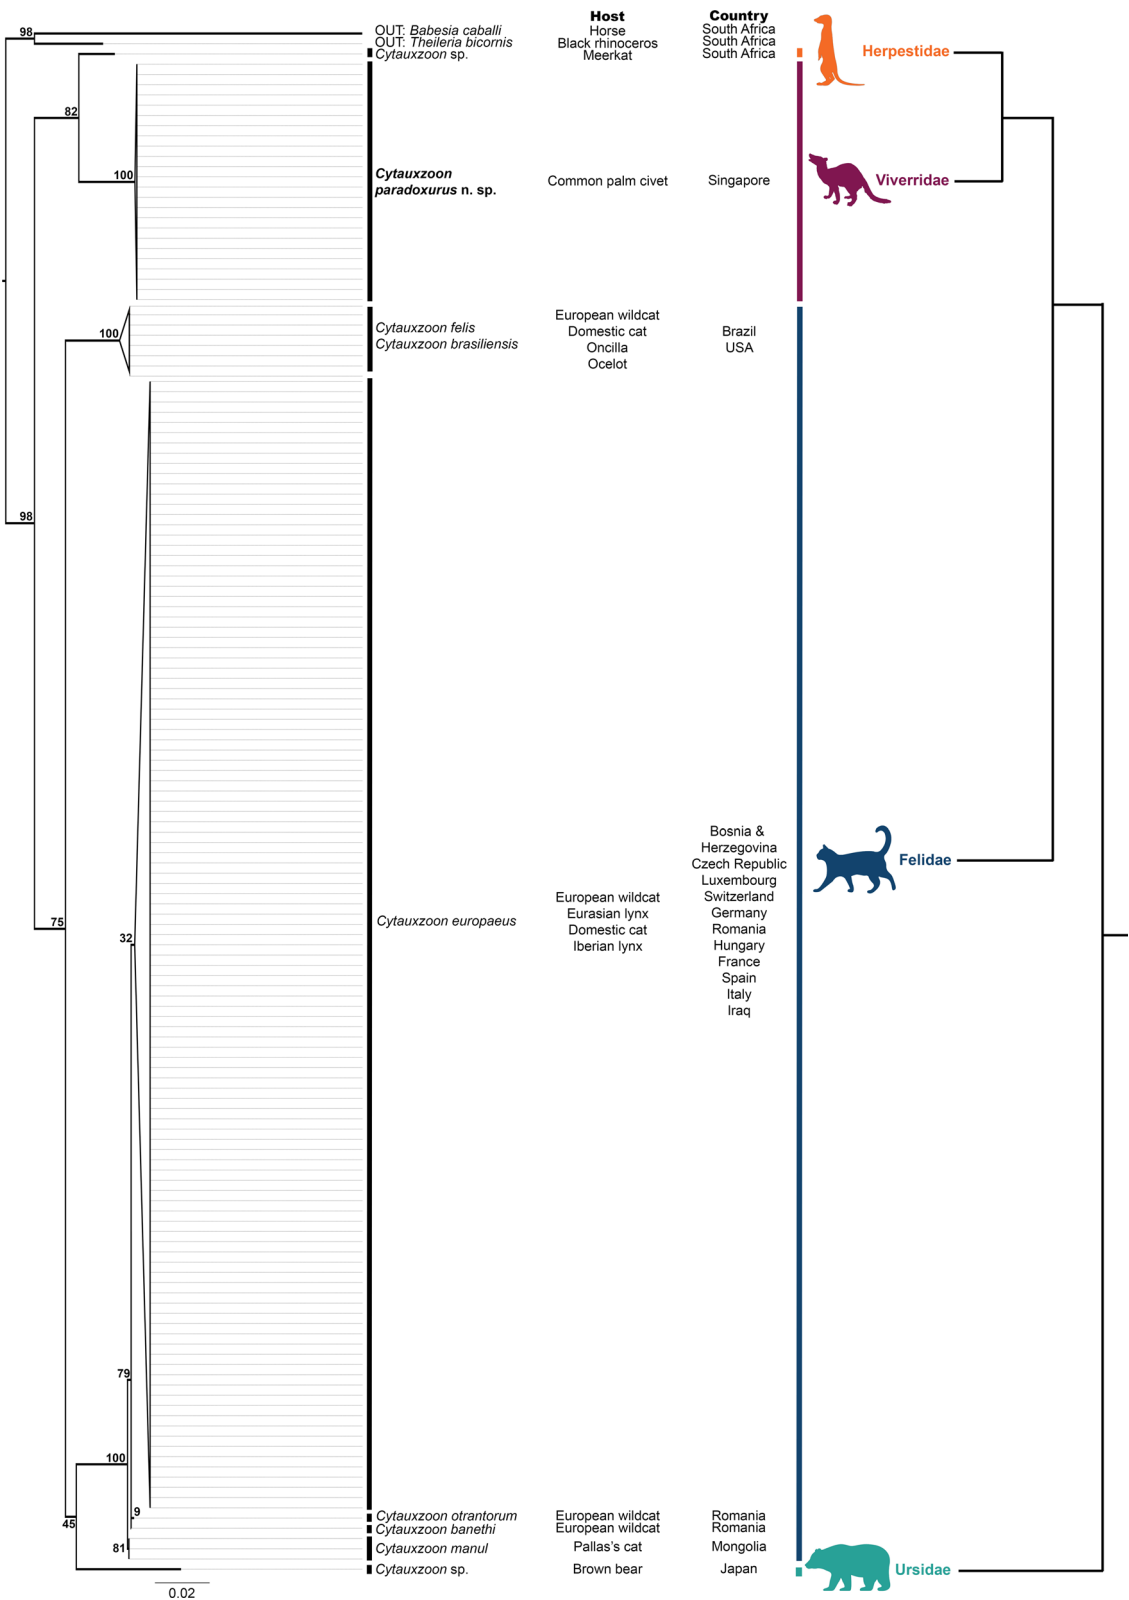 Host Country
98 OUT: Babesia caballi Horse South Africa
OUT: Theileria bicornis Black rhinoceros South Africa
Cytauxzoon sp. Meerkat South Africa Herpestidae
82
100 Cytauxzoon
paradoxurus n. sp. Common palm civet Singapore Viverridae
European wildcat
100 Cytauxzoon felis Domestic cat Brazil
Cytauxzoon brasiliensis Oncilla USA
Ocelot
98
Bosnia &
Herzegovina
Czech Republic Felidae
Luxembourg
European wildcat Switzerland
Eurasian lynx Germany
75 Cytauxzoon europaeus Domestic cat Romania
32 Iberian lynx Hungary
France
Spain
Italy
Iraq
79
100
9 Cytauxzoon otrantorum European wildcat Romania
45 Cytauxzoon banethi European wildcat Romania
81 Cytauxzoon manul Pallas's cat Mongolia
Cytauxzoon sp. Brown bear Japan Ursidae
0.02